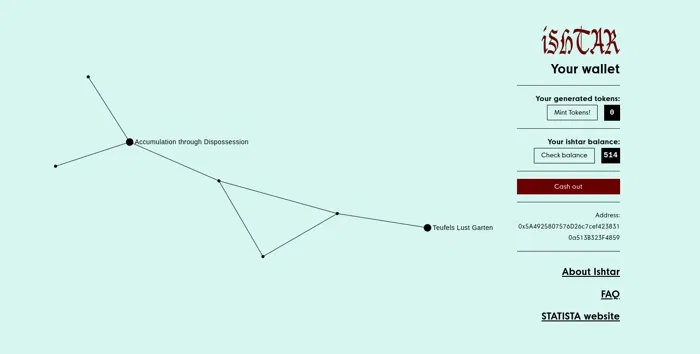 iSHTAR
Your wallet
Your generated tokens:
Mint Tokens! 0
Your ishtar balance:
Check balance 514
Cash out
Address:
0x5A4925807576D26c7cef423831
0a513B323F4859
About Ishtar
FAQ
STATISTA website
Accumulation through Dispossession
Teufels Lust Garten